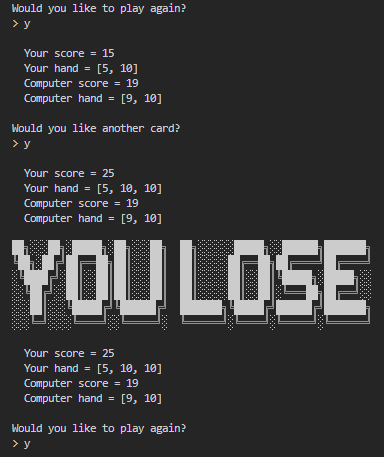 Would you like to play again?
> y
Your score = 15
Your hand = [5, 10]
Computer score = 19
Computer hand = [9, 10]
Would you like another card?
> y
Your score = 25
Your hand = [5, 10, 10]
Computer score = 19
Computer hand = [9, 10]
YOU LOSE
Your score = 25
Your hand = [5, 10, 10]
Computer score = 19
Computer hand = [9, 10]
Would you like to play again?
> y